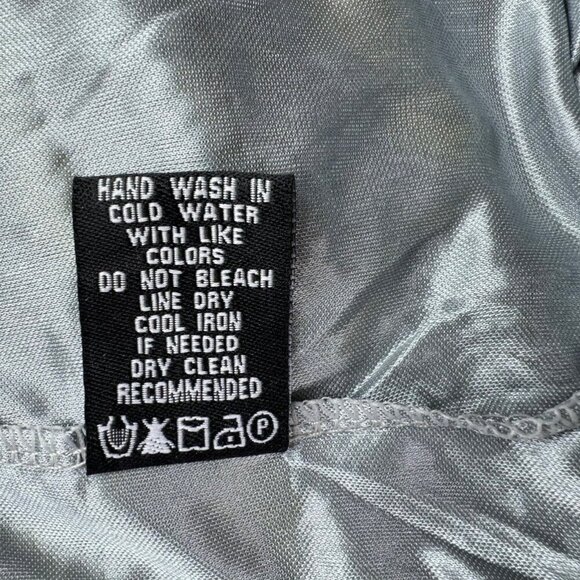 HAND WASH IN
COLD WATER
WITH LIKE
COLORS
DO NOT BLEACH
LINE DRY
COOL IRON
IF NEEDED
DRY CLEAN
RECOMMENDED
P